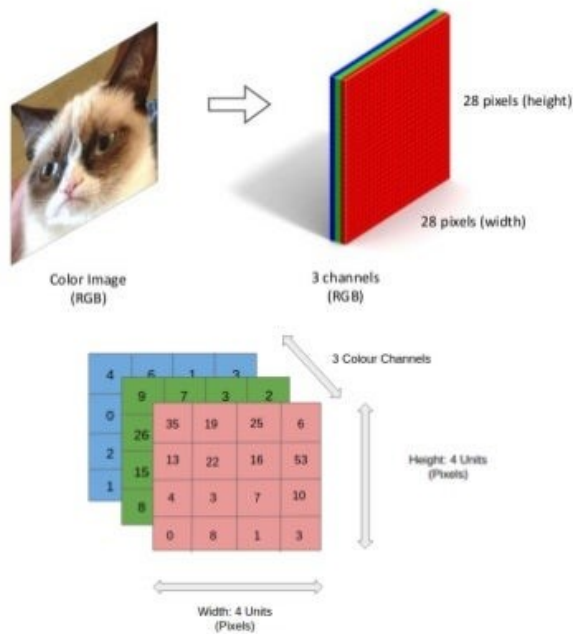 28 pixels (height)
28 pixels (width)
Color Image
(RGB)
3 channels
(RGB)
3 Colour Channels
4 6 1 3
9 7 3 2
0
35 19 25 6
26
13 22 16 53
2
15
4 3 7 10
1
8
0 8 1 3
Height: 4 Units
(Pixels)
Width: 4 Units
(Pixels)